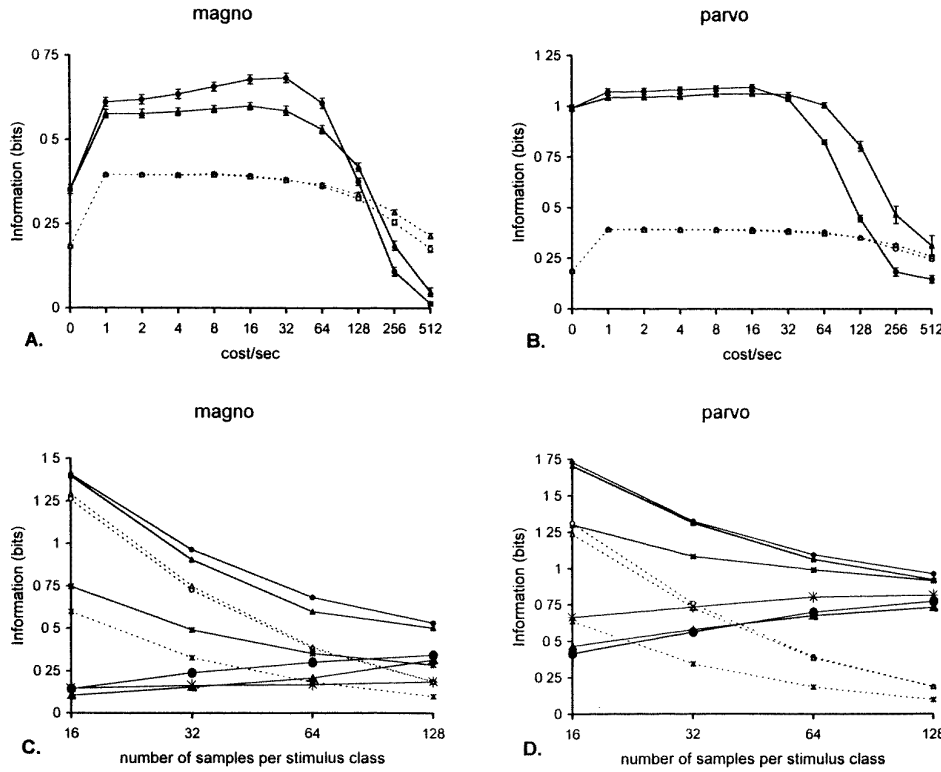 magno
parvo
0 75
0 5
0 25
0
Information (bits)
0 1 2 4 8 16 32 64 128 256 512
cost/sec
A.
1 25
1
0 75
0 5
0 25
0
Information (bits)
0 1 2 4 8 16 32 64 128 256 512
cost/sec
B.
magno
parvo
1 5
1 25
1
0 75
0 5
0 25
0
Information (bits)
16 32 64 128
number of samples per stimulus class
C.
1 75
1 5
1 25
1
0 75
0 5
0 25
0
Information (bits)
16 32 64 128
number of samples per stimulus class
D.